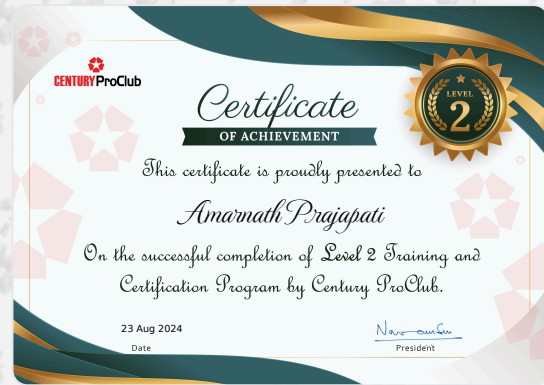 CENTURY ProClub
LEVEL
2
Certificate
OF ACHIEVEMENT
This certificate is proudly presented to
Amarnath Prajapati
On the successful completion of Level 2 Training and
Certification Program by Century ProClub.
23 Aug 2024
Date
President